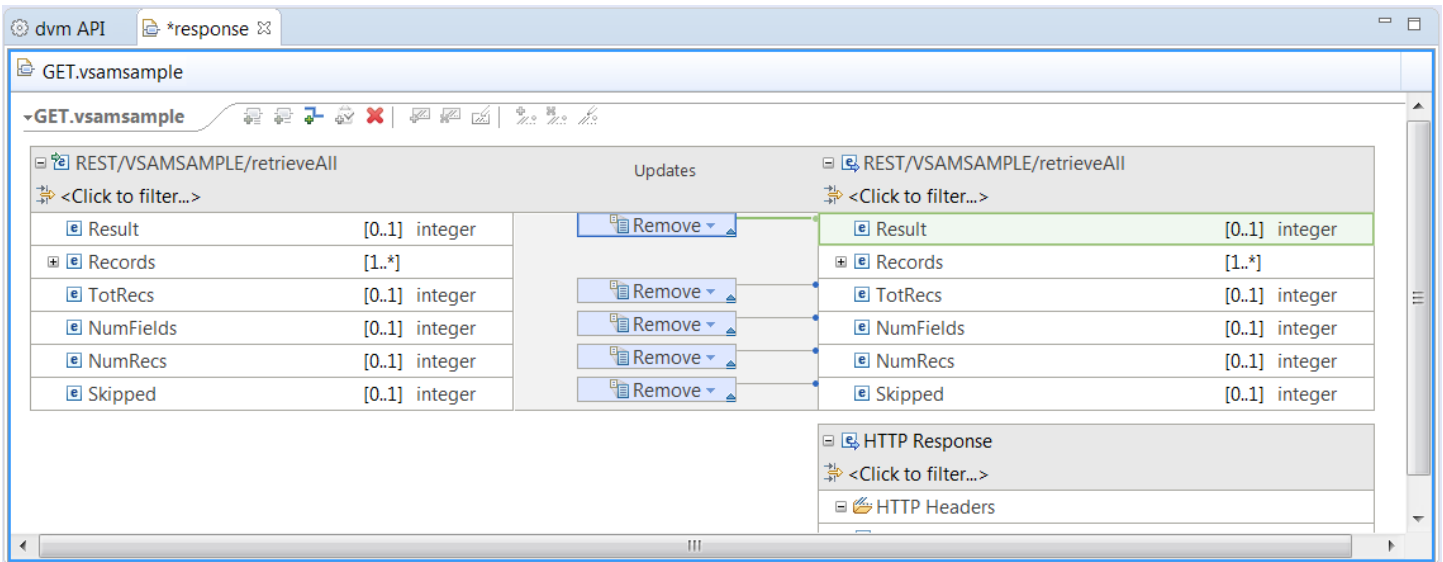 dvm API *response
GET.vsamsample
GET.vsamsample
REST/VSAMSAMPLE/retrieveAll Updates REST/VSAMSAMPLE/retrieveAll
<Click to filter...> <Click to filter...>
Result [0..1] integer Remove Result [0..1] integer
Records [1..*] Records [1..*]
TotRecs [0..1] integer Remove TotRecs [0..1] integer
NumFields [0..1] integer Remove NumFields [0..1] integer
NumRecs [0..1] integer Remove NumRecs [0..1] integer
Skipped [0..1] integer Remove Skipped [0..1] integer
HTTP Response
<Click to filter...>
HTTP Headers